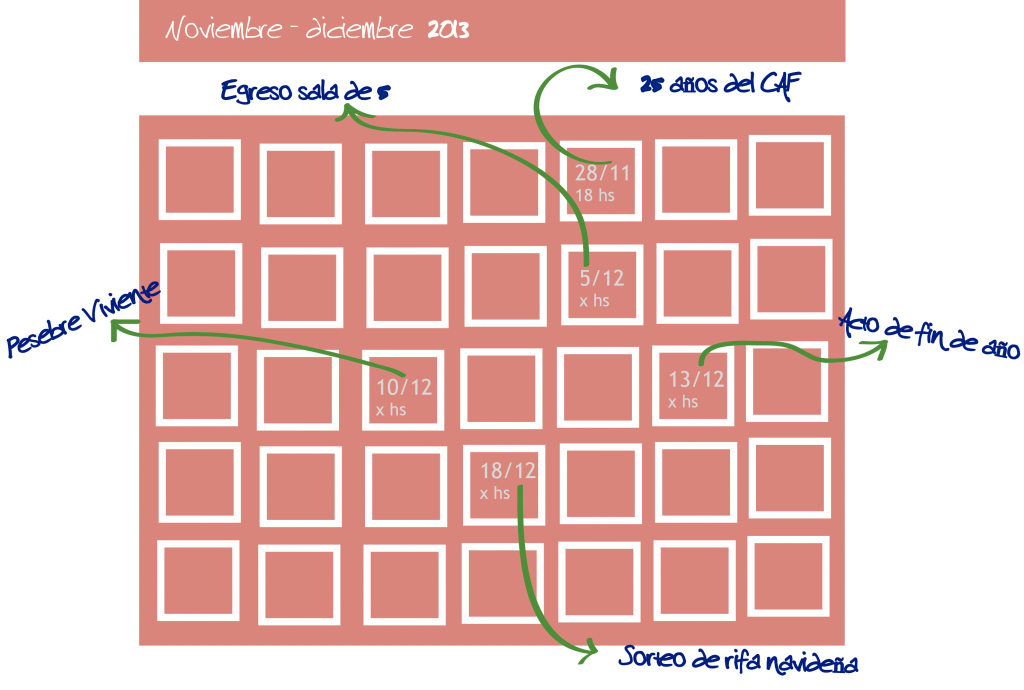 Noviembre - diciembre 2013
Egreso sala de 5
25 años del CAF
28/11
18 hs
5/12
x hs
Pesebre Viviente
Acto de fin de año
10/12
x hs
13/12
x hs
18/12
x hs
Sorteo de rifa navideña